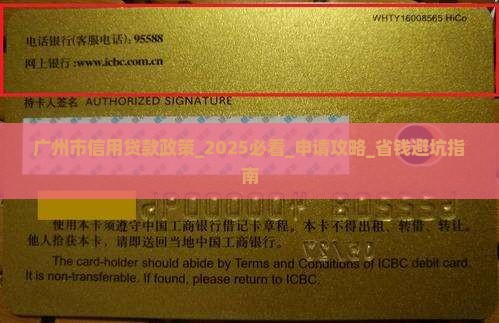 WHTY16008565 HiCo
电话银行(客服电话): 95588
网上银行:www.icbc.com.cn
持卡人签名 AUTHORIZED SIGNATURE
广州市信用贷款政策_2025必看_申请攻略_省钱避坑指
南
使用本卡须遵守中国工商银行借记卡章程。本卡不得出租、转借、转让。
他人拾获本卡，请即送回当地中国工商银行。
The card-holder should abide by Terms and Conditions of ICBC debit card.
It is non-transferable. If found, please return to ICBC.